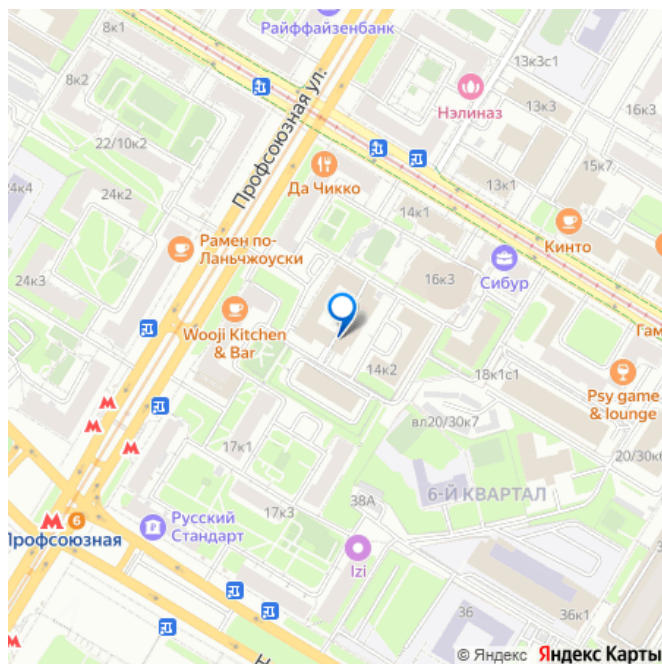 8к1
Райффайзенбанк
8к2
13к3с1
Нэлиназ
13к3
16к3
22/10к2
Профсоюзная ул.
15к7
24к4
24к2
Да Чикко
13к1
14к1
Рамен по-
Ланьчжоуски
Кинто
24к3
16к3
Сибур
Wooji Kitchen
& Bar
Гам
14к2
18к1с1
Psy game
& lounge
вл20/30к7
17к1
20/30к6
17к3
38А
6-Й КВАРТАЛ
6
Профсоюзная
Русский
Стандарт
Izi
36
36к1
Н
© Яндекс Яндекс Карты